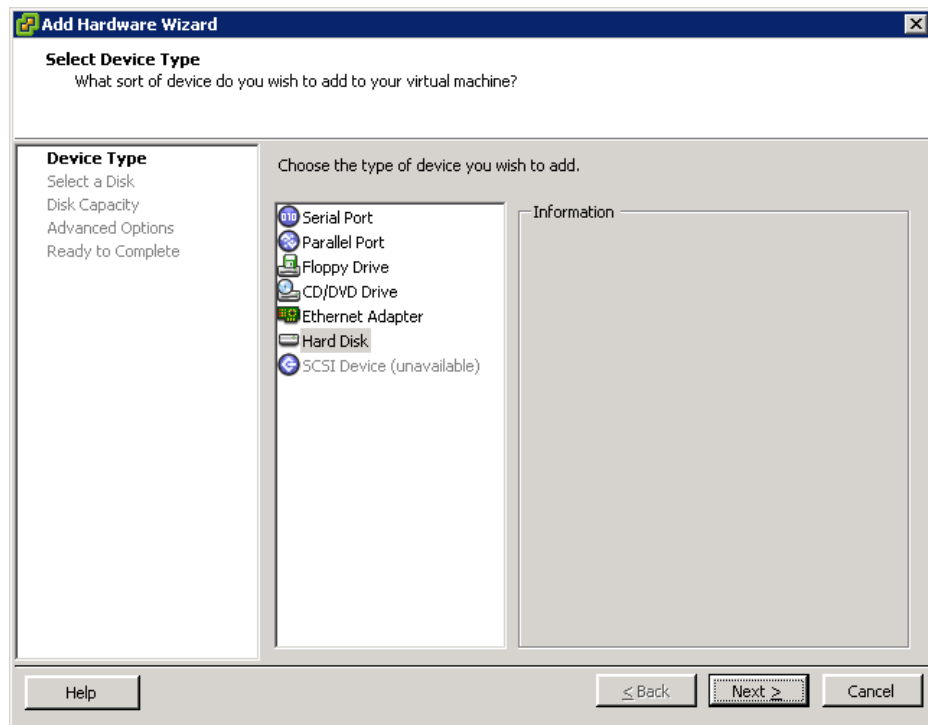 Add Hardware Wizard
Select Device Type
What sort of device do you wish to add to your virtual machine?
Device Type
Select a Disk
Disk Capacity
Advanced Options
Ready to Complete
Choose the type of device you wish to add.
Serial Port
Parallel Port
Floppy Drive
CD/DVD Drive
Ethernet Adapter
Hard Disk
SCSI Device (unavailable)
Information
Help
< Back
Next >
Cancel